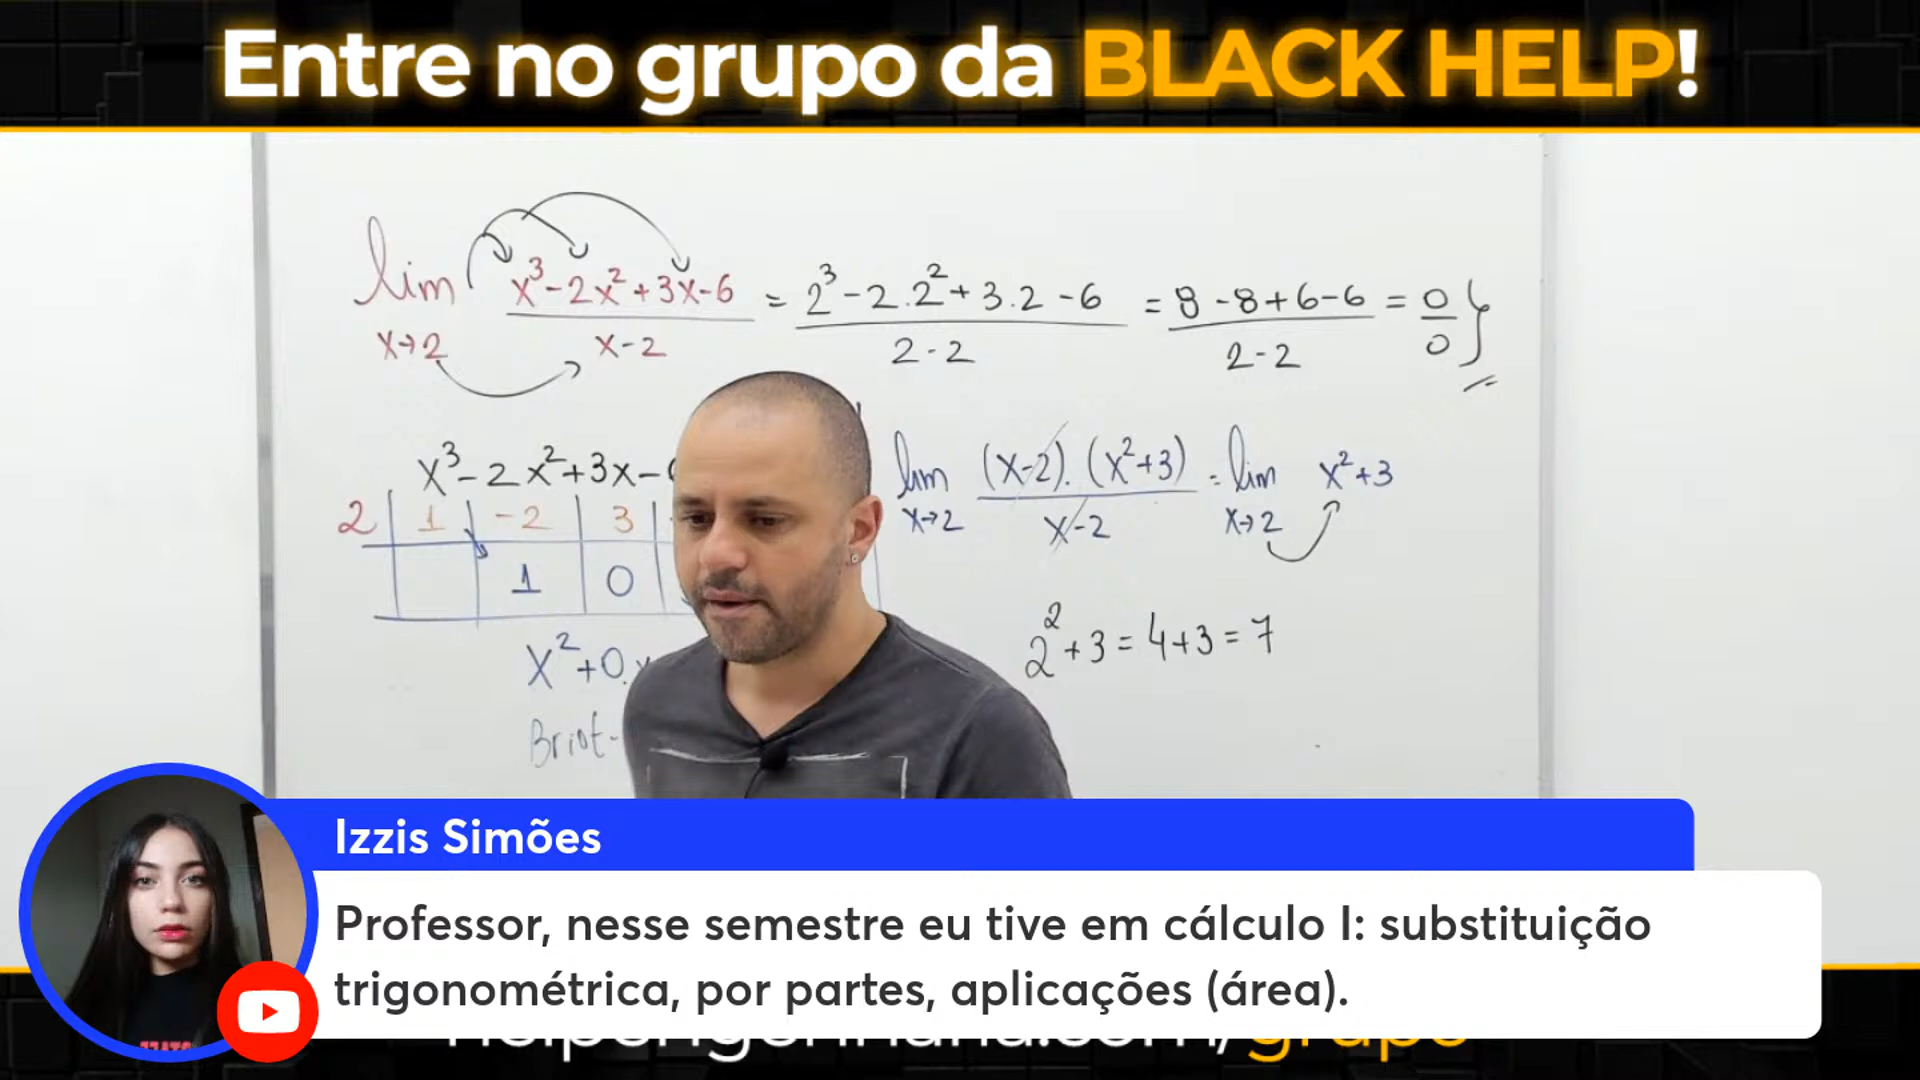 Entre no grupo da BLACK HELP!
lim x³-2x²+3x-6 = 2³-2.2²+3.2-6 = 8-8+6-6 = 0
x→2 x-2 2-2 2-2 0
x³-2x²+3x-
lim (x-2).(x²+3) = lim x²+3
x→2 x-2 x→2
2 1 -2 3
1 0
2²+3=4+3=7
x²+0.
Briot-
Izzis Simões
Professor, nesse semestre eu tive em cálculo I: substituição
trigonométrica, por partes, aplicações (área).